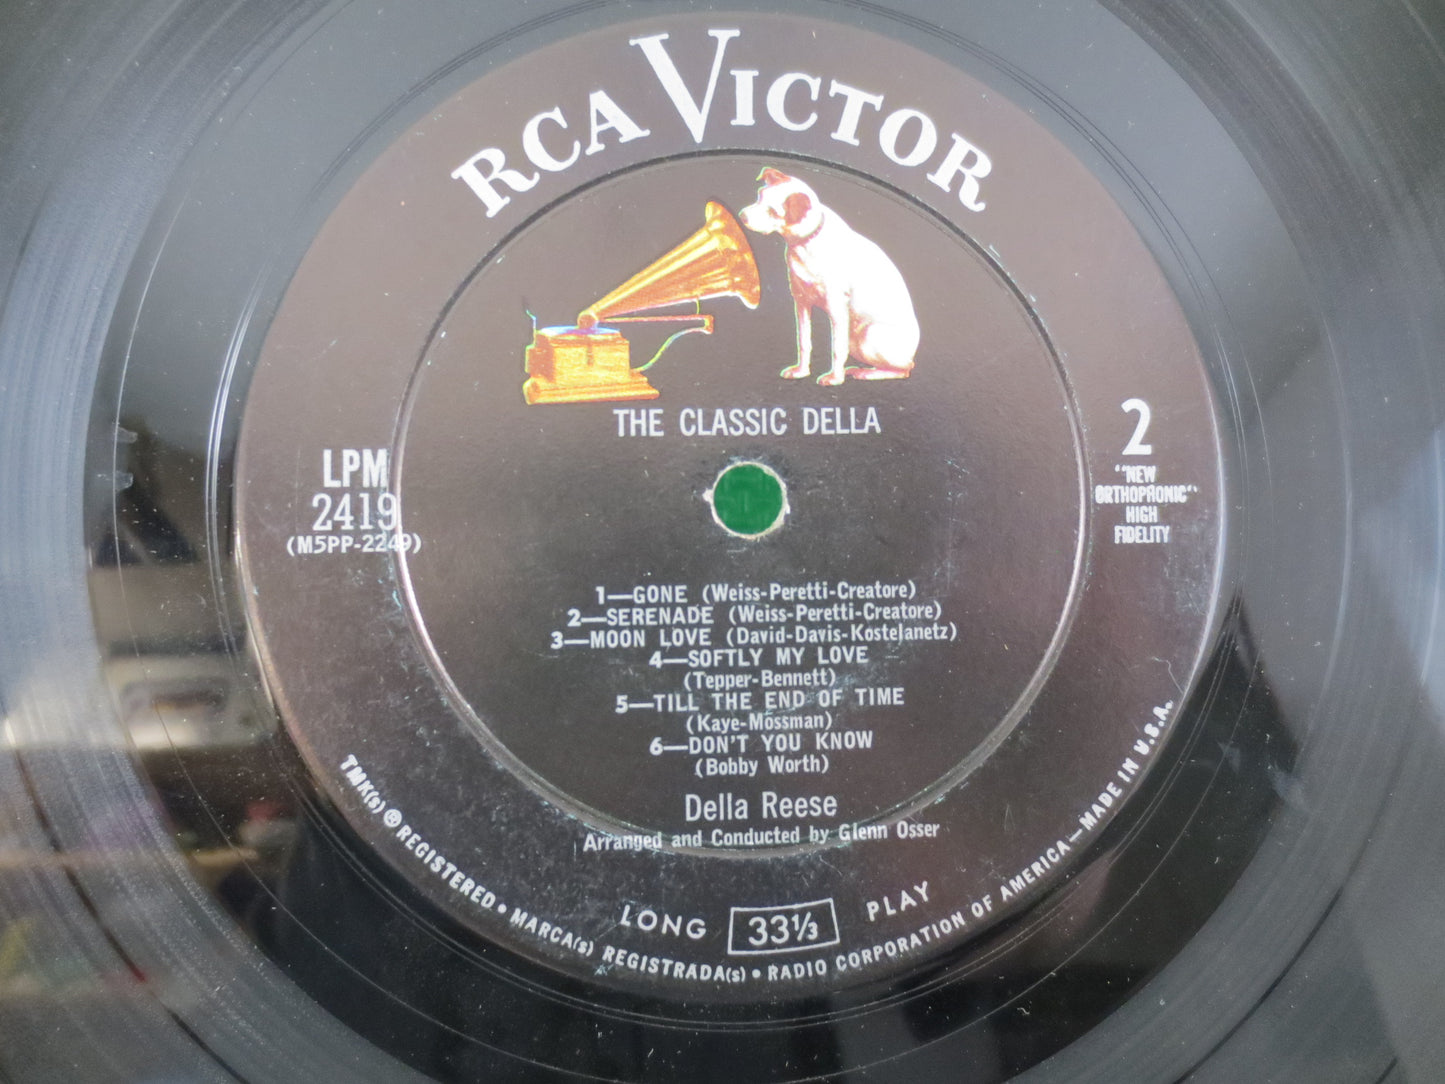 RCA VICTOR
THE CLASSIC DELLA
LPM
2419
(M5PP-2249)
2
"NEW
ORTHOPHONIC"
HIGH
FIDELITY
1—GONE (Weiss-Peretti-Creatore)
2—SERENADE (Weiss-Peretti-Creatore)
3—MOON LOVE (David-Davis-Kostelanetz)
4—SOFTLY MY LOVE
(Tepper-Bennett)
5—TILL THE END OF TIME
(Kaye-Mossman)
6—DON'T YOU KNOW
(Bobby Worth)
Della Reese
Arranged and Conducted by Glenn Osser
LONG 33⅓ PLAY
TMK(s) ® REGISTERED • MARCA(s) REGISTRADA(s) • RADIO CORPORATION OF AMERICA—MADE IN U.S.A.